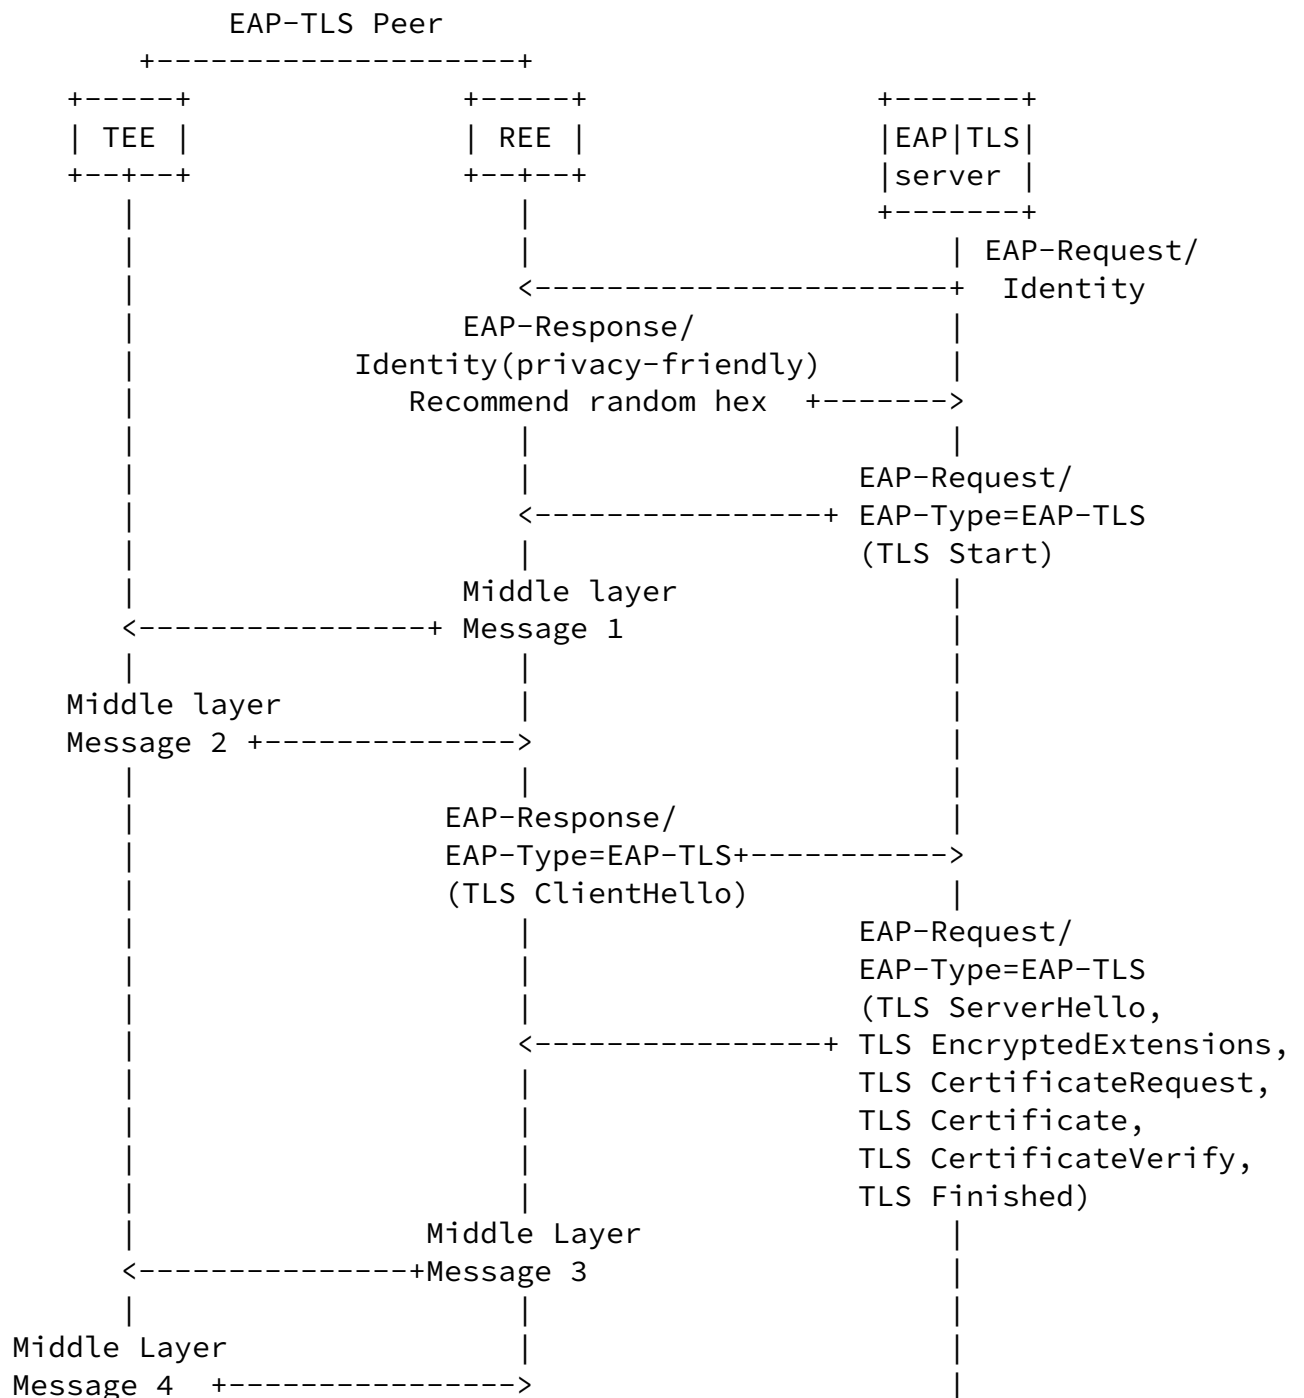 EAP-TLS Peer
TEE REE EAP|TLS
server
EAP-Request/
Identity
EAP-Response/
Identity(privacy-friendly)
Recommend random hex
EAP-Request/
EAP-Type=EAP-TLS
(TLS Start)
Middle layer
Message 1
Middle layer
Message 2
EAP-Response/
EAP-Type=EAP-TLS
(TLS ClientHello)
EAP-Request/
EAP-Type=EAP-TLS
(TLS ServerHello,
TLS EncryptedExtensions,
TLS CertificateRequest,
TLS Certificate,
TLS CertificateVerify,
TLS Finished)
Middle Layer
Message 3
Middle Layer
Message 4